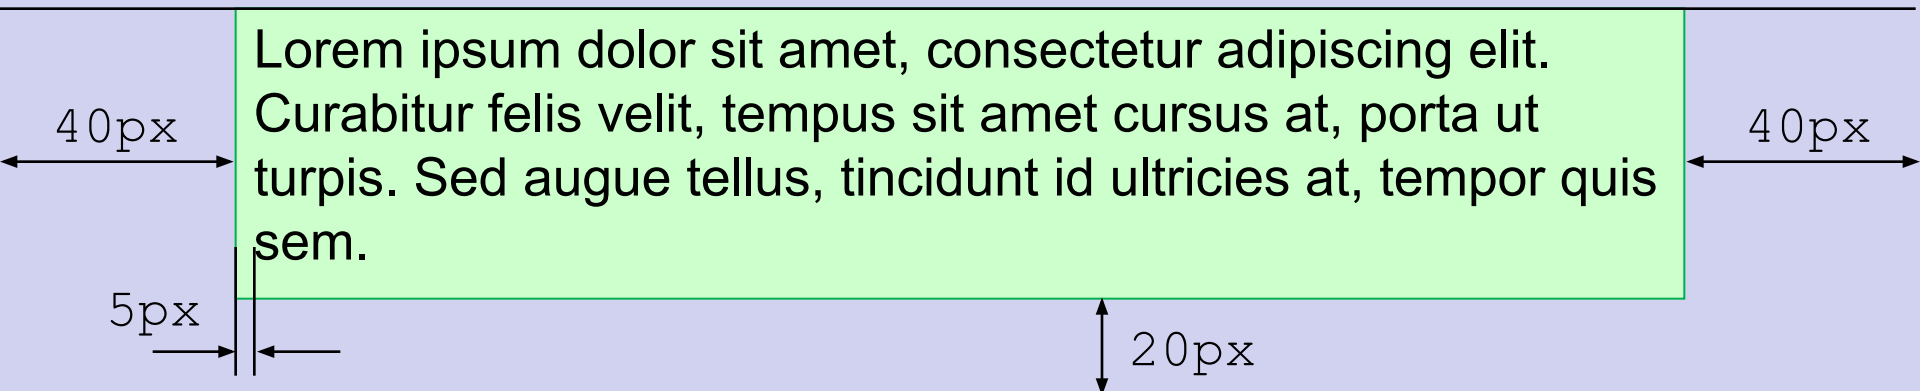 Lorem ipsum dolor sit amet, consectetur adipiscing elit.
Curabitur felis velit, tempus sit amet cursus at, porta ut
turpis. Sed augue tellus, tincidunt id ultricies at, tempor quis
sem.
40px
40px
5px
20px